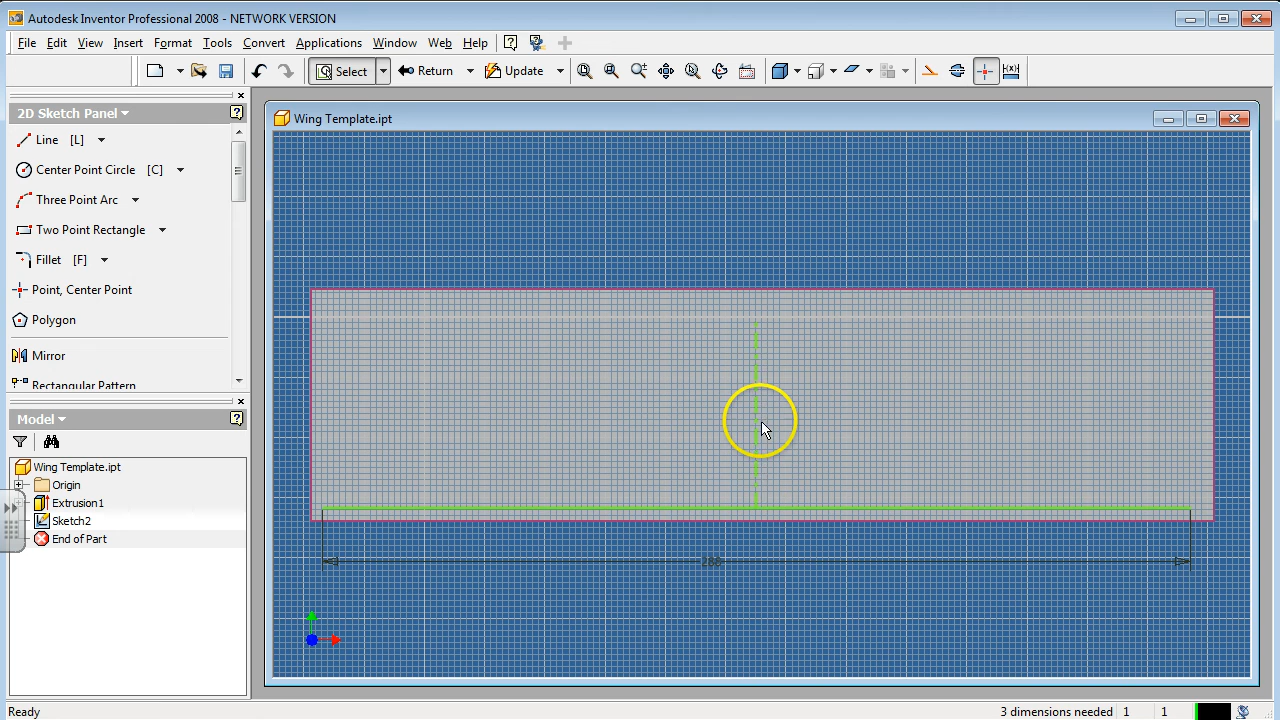 Autodesk Inventor Professional 2008 - NETWORK VERSION
File Edit View Insert Format Tools Convert Applications Window Web Help
Select Return Update
2D Sketch Panel
Line [L]
Center Point Circle [C]
Three Point Arc
Two Point Rectangle
Fillet [F]
Point, Center Point
Polygon
Mirror
Rectangular Pattern
Model
Wing Template.ipt
Origin
Extrusion1
Sketch2
End of Part
Wing Template.ipt
288
Ready
3 dimensions needed 1 1